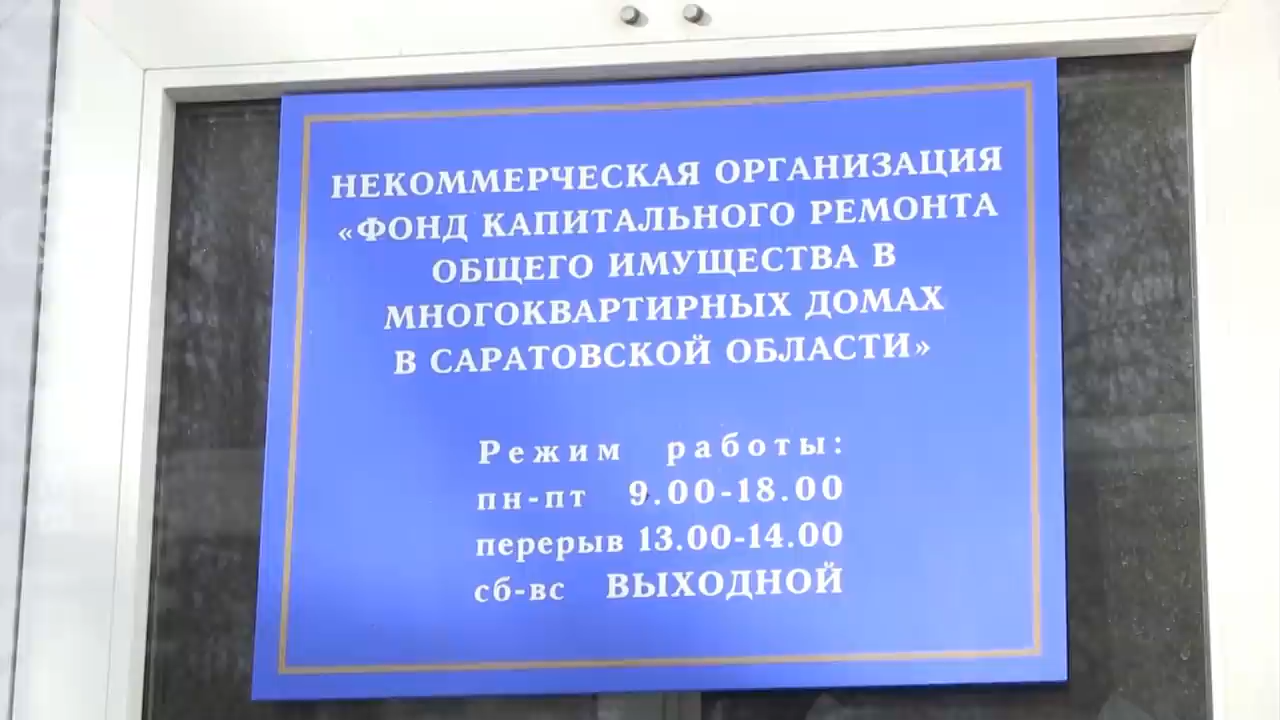 НЕКОММЕРЧЕСКАЯ ОРГАНИЗАЦИЯ
«ФОНД КАПИТАЛЬНОГО РЕМОНТА
ОБЩЕГО ИМУЩЕСТВА В
МНОГОКВАРТИРНЫХ ДОМАХ
В САРАТОВСКОЙ ОБЛАСТИ»
Режим работы:
пн-пт 9.00-18.00
перерыв 13.00-14.00
сб-вс ВЫХОДНОЙ